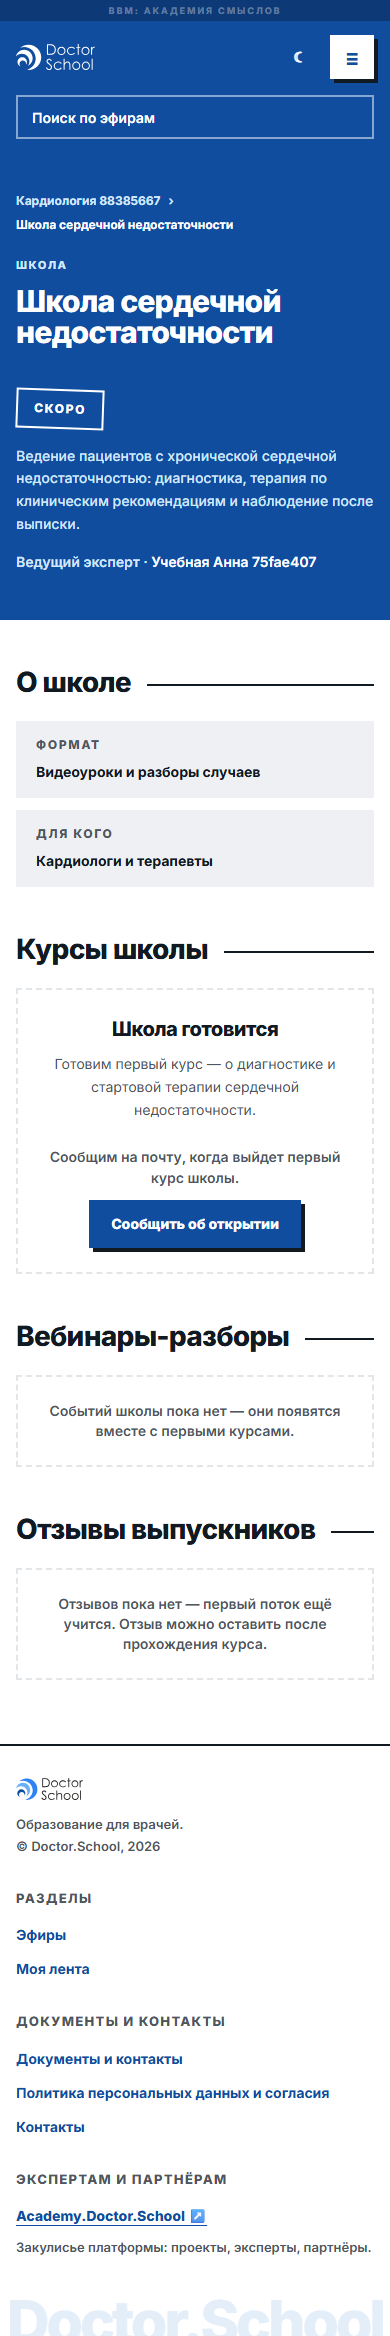 ВВМ: АКАДЕМИЯ СМЫСЛОВ
Doctor
School
Поиск по эфирам
Кардиология 88385667 ›
Школа сердечной недостаточности
ШКОЛА
Школа сердечной
недостаточности
СКОРО
Ведение пациентов с хронической сердечной
недостаточностью: диагностика, терапия по
клиническим рекомендациям и наблюдение после
выписки.
Ведущий эксперт · Учебная Анна 75fae407
О школе
ФОРМАТ
Видеоуроки и разборы случаев
ДЛЯ КОГО
Кардиологи и терапевты
Курсы школы
Школа готовится
Готовим первый курс — о диагностике и
стартовой терапии сердечной
недостаточности.
Сообщим на почту, когда выйдет первый
курс школы.
Сообщить об открытии
Вебинары-разборы
Событий школы пока нет — они появятся
вместе с первыми курсами.
Отзывы выпускников
Отзывов пока нет — первый поток ещё
учится. Отзыв можно оставить после
прохождения курса.
Doctor
School
Образование для врачей.
© Doctor.School, 2026
РАЗДЕЛЫ
Эфиры
Моя лента
ДОКУМЕНТЫ И КОНТАКТЫ
Документы и контакты
Политика персональных данных и согласия
Контакты
ЭКСПЕРТАМ И ПАРТНЁРАМ
Academy.Doctor.School ↗
Закулисье платформы: проекты, эксперты, партнёры.
Doctor.School